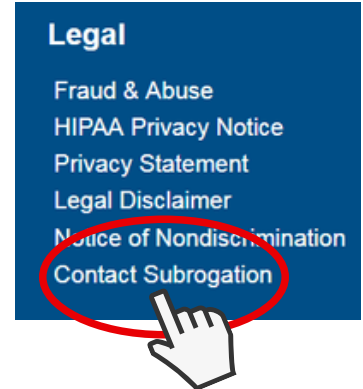 Legal
Fraud & Abuse
HIPAA Privacy Notice
Privacy Statement
Legal Disclaimer
Notice of Nondiscrimination
Contact Subrogation